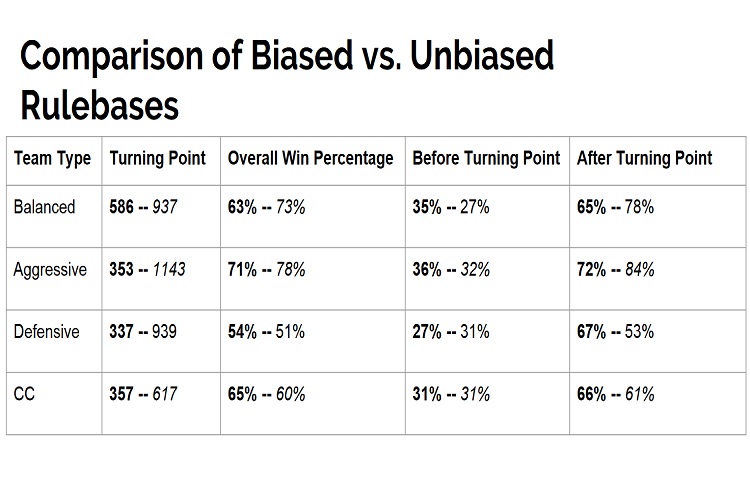 Comparison of Biased vs. Unbiased
Rulebases
Team Type Turning Point Overall Win Percentage Before Turning Point After Turning Point
Balanced 586 -- 937 63% -- 73% 35% -- 27% 65% -- 78%
Aggressive 353 -- 1143 71% -- 78% 36% -- 32% 72% -- 84%
Defensive 337 -- 939 54% -- 51% 27% -- 31% 67% -- 53%
CC 357 -- 617 65% -- 60% 31% -- 31% 66% -- 61%